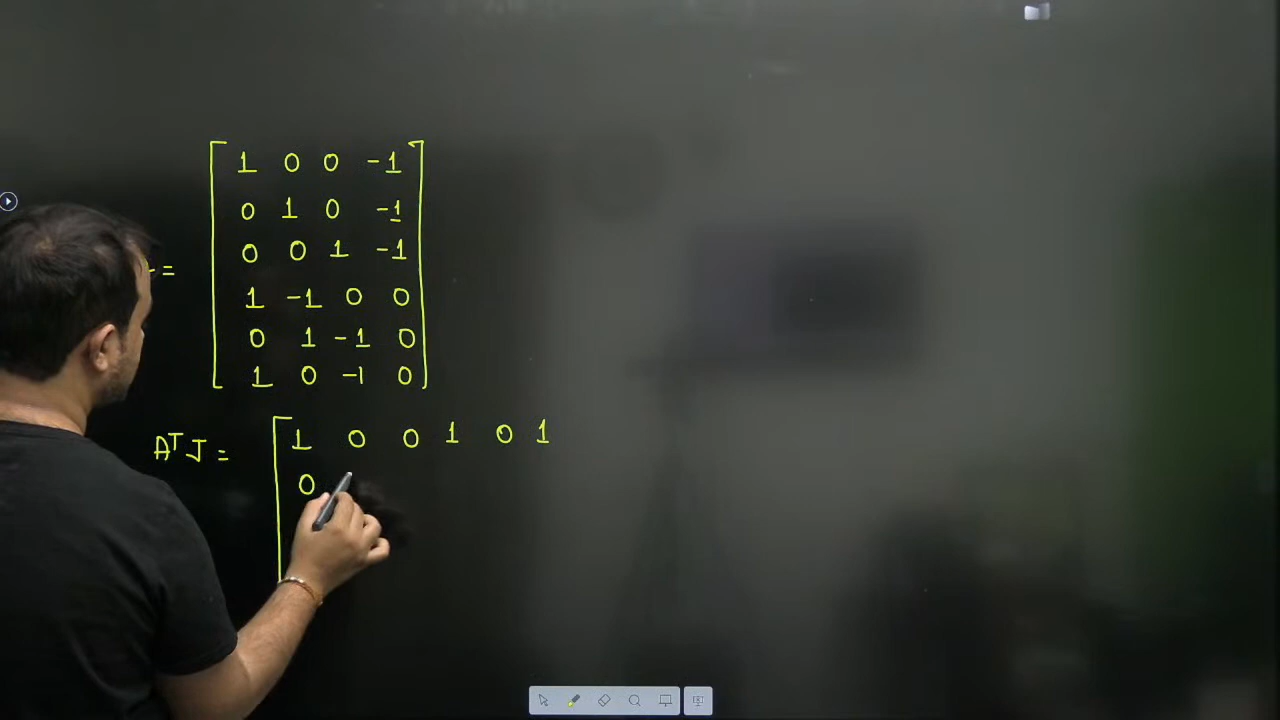 1 0 0 -1
0 1 0 -1
0 0 1 -1
=
1 -1 0 0
0 1 -1 0
1 0 -1 0
AᵀJ = 1 0 0 1 0 1
0